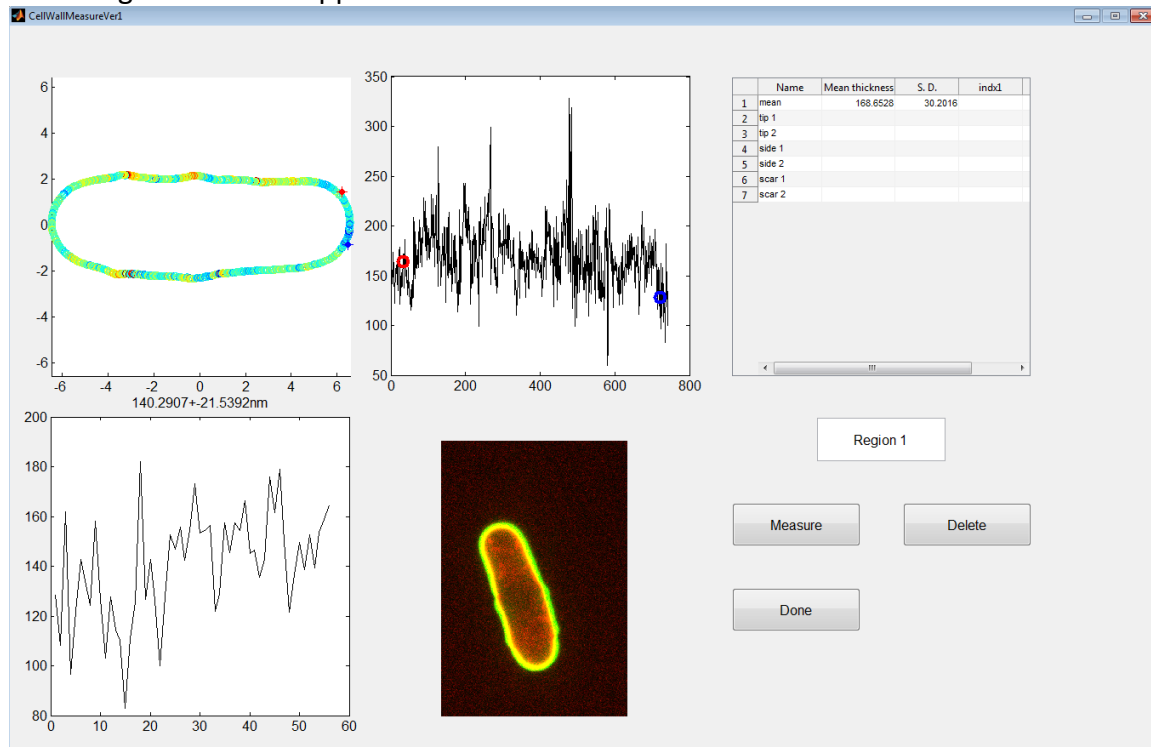 CellWallMeasureVer1
6
4
2
0
-2
-4
-6
-6 -4 -2 0 2 4 6
140.2907+-21.5392nm
350
300
250
200
150
100
50
0 200 400 600 800
Name Mean thickness S. D. indx1
1 mean 168.6528 30.2016
2 tip 1
3 tip 2
4 side 1
5 side 2
6 scar 1
7 scar 2
200
180
160
140
120
100
80
0 10 20 30 40 50 60
Region 1
Measure Delete
Done